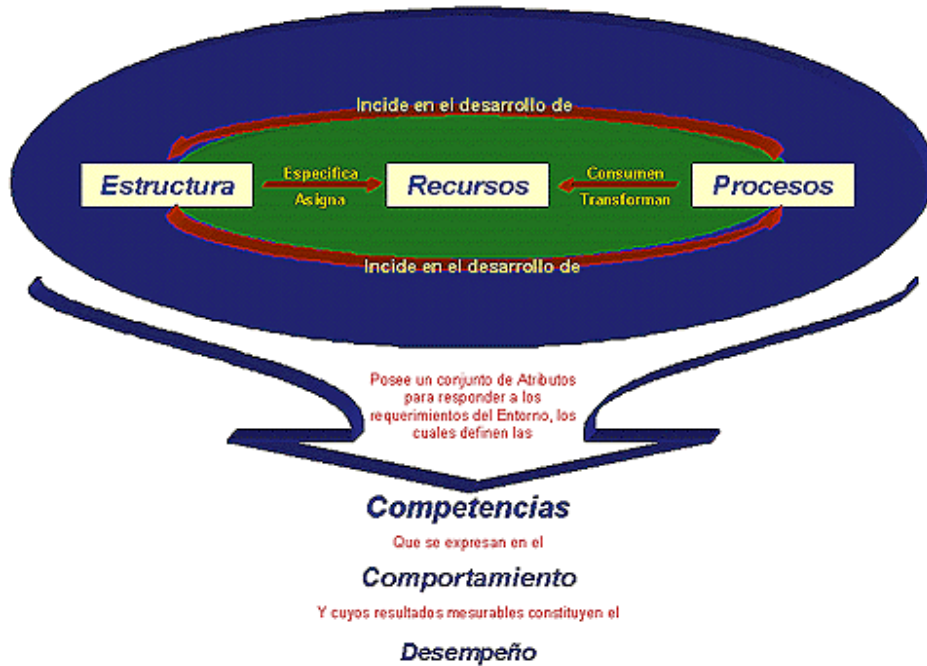 Incide en el desarrollo de
Estructura
Especifica
Asigna
Recursos
Consumen
Transforman
Procesos
Incide en el desarrollo de
Posee un conjunto de Atributos
para responder a los
requerimientos del Entorno, los
cuales definen las
Competencias
Que se expresan en el
Comportamiento
Y cuyos resultados mesurables constituyen el
Desempeño